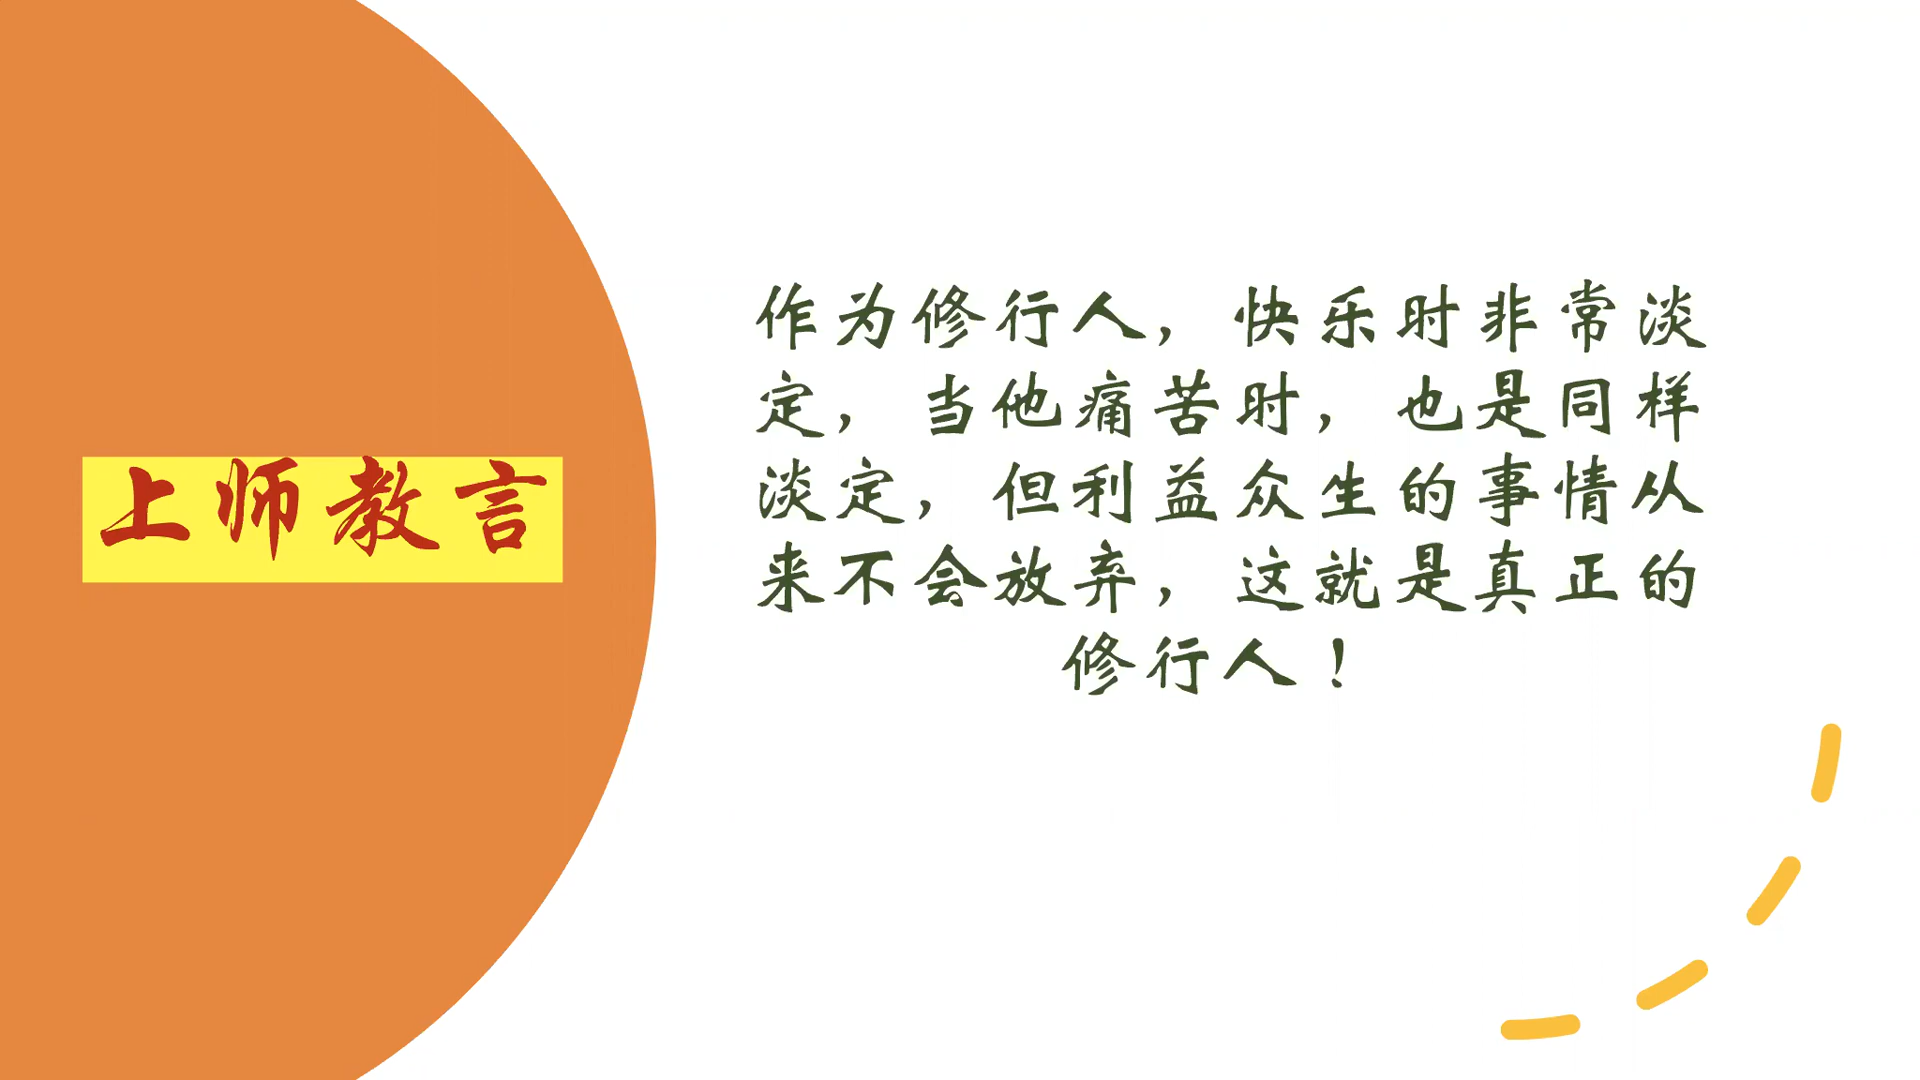 上师教言
作为修行人，快乐时非常淡
定，当他痛苦时，也是同样
淡定，但利益众生的事情从
来不会放弃，这就是真正的
修行人！